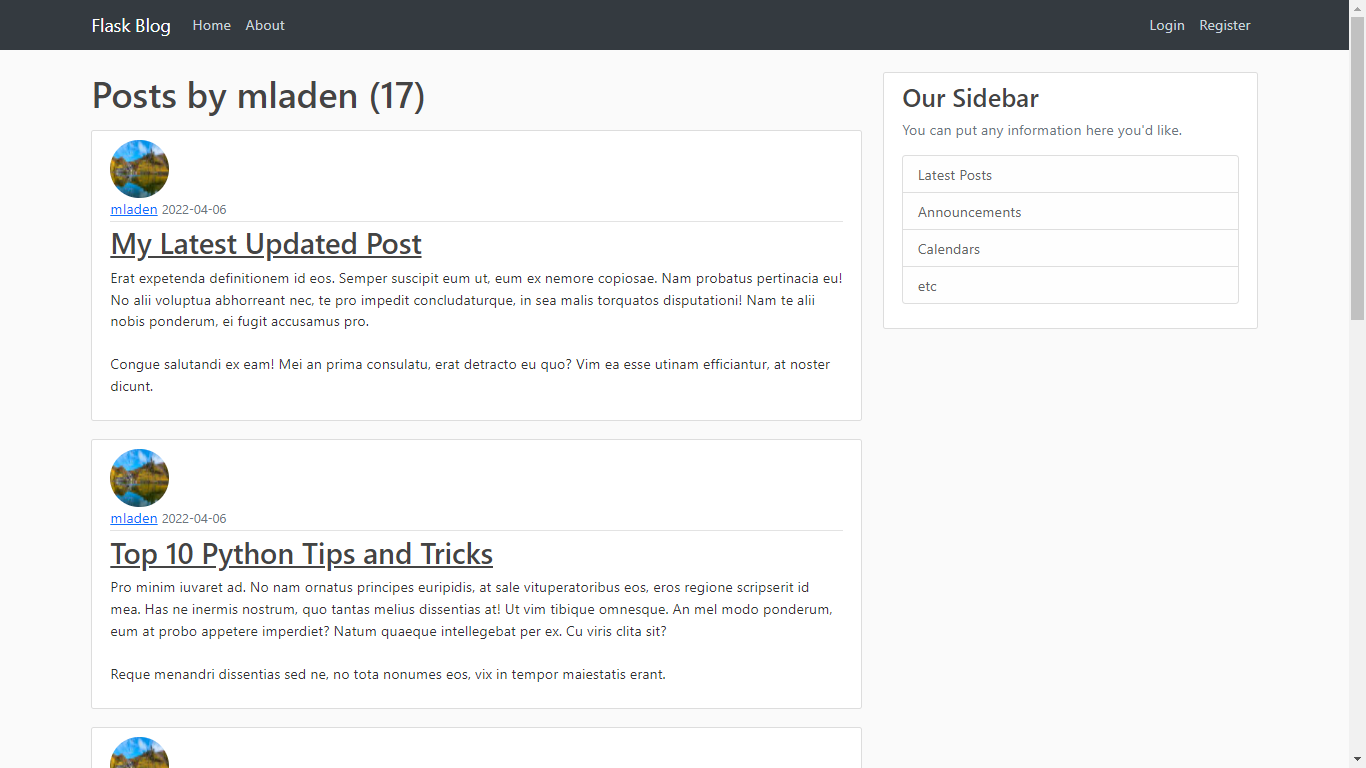 Flask Blog Home About Login Register
Posts by mladen (17)
mladen 2022-04-06
My Latest Updated Post
Erat expetenda definitionem id eos. Semper suscipit eum ut, eum ex nemore copiosae. Nam probatus pertinacia eu!
No alii voluptua abhorreant nec, te pro impedit concludaturque, in sea malis torquatos disputationi! Nam te alii
nobis ponderum, ei fugit accusamus pro.
Congue salutandi ex eam! Mei an prima consulatu, erat detracto eu quo? Vim ea esse utinam efficiantur, at noster
dicunt.
mladen 2022-04-06
Top 10 Python Tips and Tricks
Pro minim iuvaret ad. No nam ornatus principes euripidis, at sale vituperatoribus eos, eros regione scripserit id
mea. Has ne inermis nostrum, quo tantas melius dissentias at! Ut vim tibique omnesque. An mel modo ponderum,
eum at probo appetere imperdiet? Natum quaeque intellegebat per ex. Cu viris clita sit?
Reque menandri dissentias sed ne, no tota nonumes eos, vix in tempor maiestatis erant.
Our Sidebar
You can put any information here you'd like.
Latest Posts
Announcements
Calendars
etc